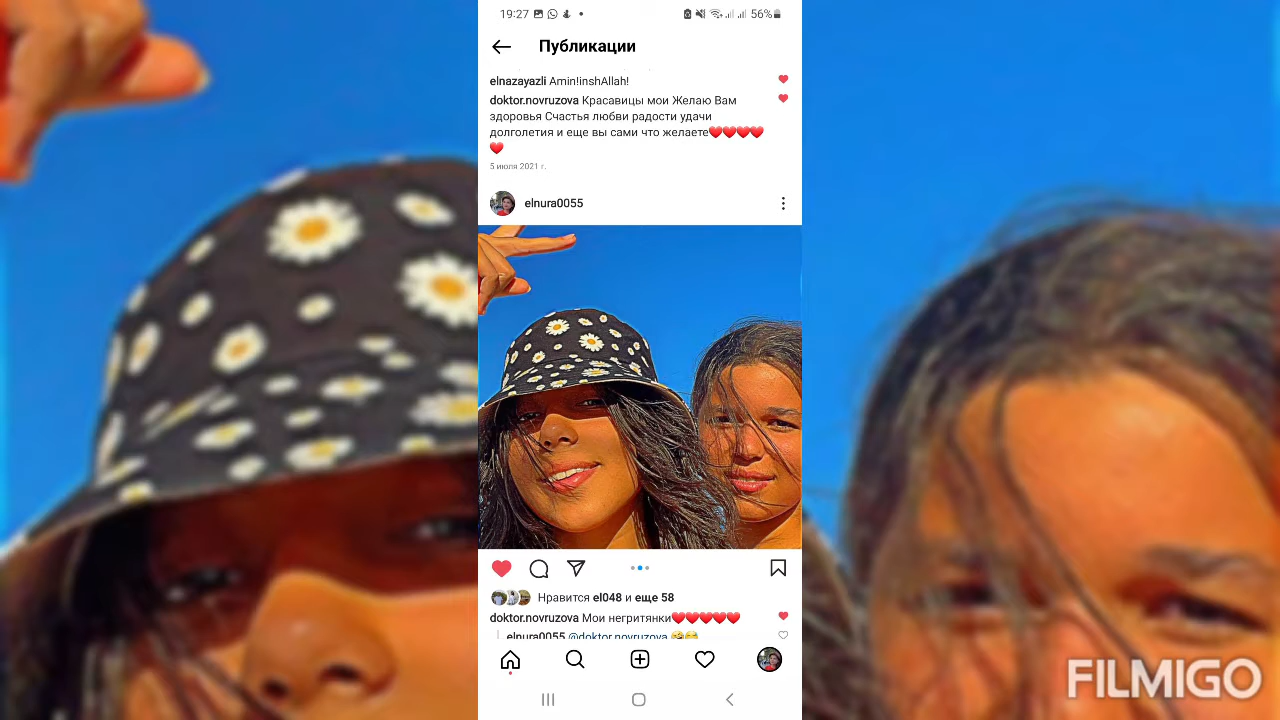 19:27
56%
Публикации
elnazayazli Amin!inshAllah!
doktor.novruzova Красавицы мои Желаю Вам
здоровья Счастья любви радости удачи
долголетия и еще вы сами что желаете❤️❤️❤️❤️
❤️
5 июля 2021 г.
elnura0055
Нравится el048 и еще 58
doktor.novruzova Мои негритянки❤️❤️❤️❤️❤️
elnura0055 @doktor.novruzova 😂😂
FILMIGO